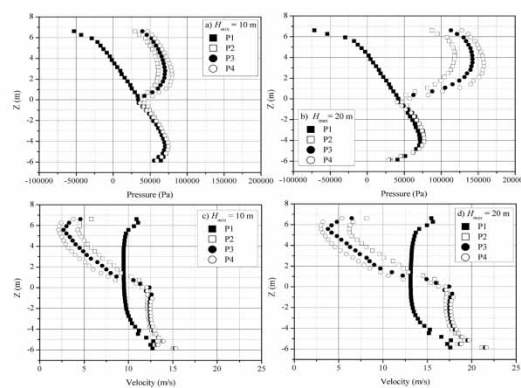 a) Hmax = 10 m
P1
P2
P3
P4
Z (m)
8
6
4
2
0
-2
-4
-6
-100000 -50000 0 50000 100000 150000 200000
Pressure (Pa)
b) Hmax = 20 m
P1
P2
P3
P4
Z (m)
8
6
4
2
0
-2
-4
-6
-100000 -50000 0 50000 100000 150000 200000
Pressure (Pa)
c) Hmax = 10 m
P1
P2
P3
P4
Z (m)
8
6
4
2
0
-2
-4
-6
0 5 10 15 20 25
Velocity (m/s)
d) Hmax = 20 m
P1
P2
P3
P4
Z (m)
8
6
4
2
0
-2
-4
-6
0 5 10 15 20 25
Velocity (m/s)